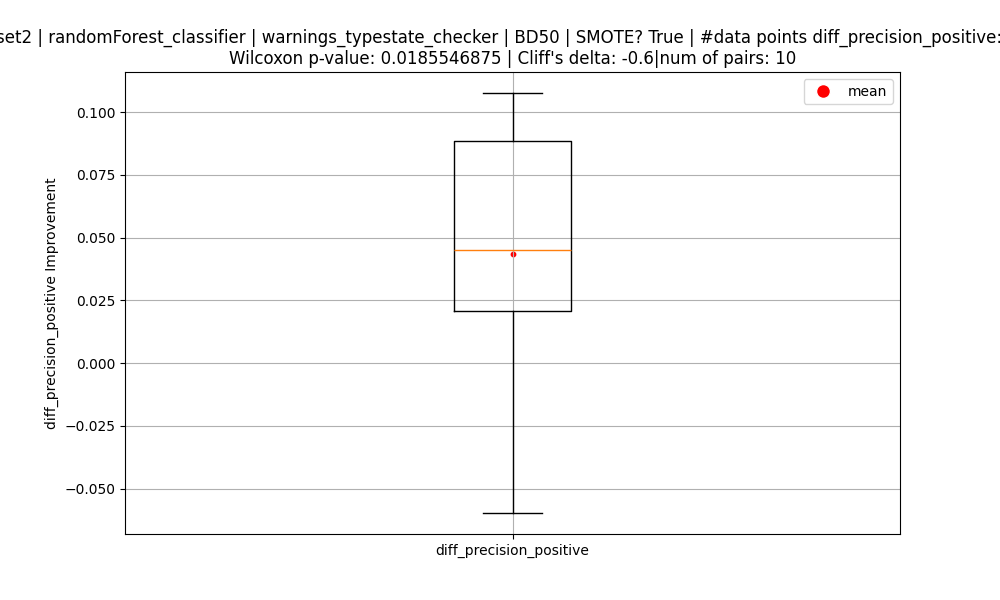 set2 | randomForest_classifier | warnings_typestate_checker | BD50 | SMOTE? True | #data points diff_precision_positive:
Wilcoxon p-value: 0.0185546875 | Cliff's delta: -0.6|num of pairs: 10
mean
0.100
0.075
0.050
0.025
0.000
−0.025
−0.050
diff_precision_positive Improvement
diff_precision_positive